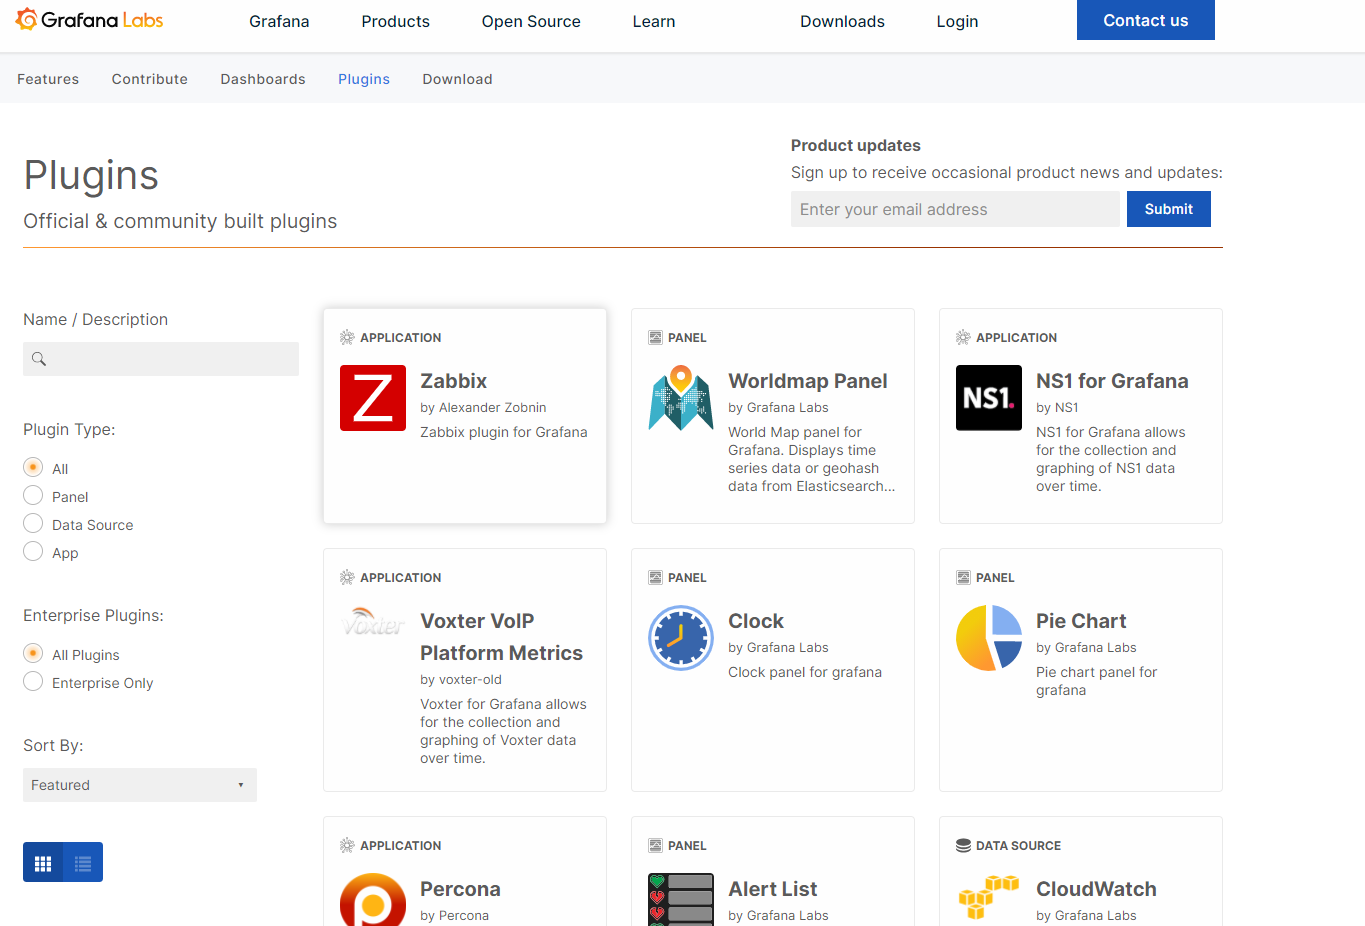 Grafana Labs
Grafana
Products
Open Source
Learn
Downloads
Login
Contact us
Features
Contribute
Dashboards
Plugins
Download
Plugins
Official & community built plugins
Product updates
Sign up to receive occasional product news and updates:
Enter your email address
Submit
Name / Description
Plugin Type:
All
Panel
Data Source
App
Enterprise Plugins:
All Plugins
Enterprise Only
Sort By:
Featured
APPLICATION
Z
Zabbix
by Alexander Zobnin
Zabbix plugin for Grafana
PANEL
Worldmap Panel
by Grafana Labs
World Map panel for
Grafana. Displays time
series data or geohash
data from Elasticsearch...
APPLICATION
NS1.
NS1 for Grafana
by NS1
NS1 for Grafana allows
for the collection and
graphing of NS1 data
over time.
APPLICATION
Voxter
Voxter VoIP
Platform Metrics
by voxter-old
Voxter for Grafana allows
for the collection and
graphing of Voxter data
over time.
PANEL
Clock
by Grafana Labs
Clock panel for grafana
PANEL
Pie Chart
by Grafana Labs
Pie chart panel for
grafana
APPLICATION
Percona
by Percona
PANEL
Alert List
by Grafana Labs
DATA SOURCE
CloudWatch
by Grafana Labs